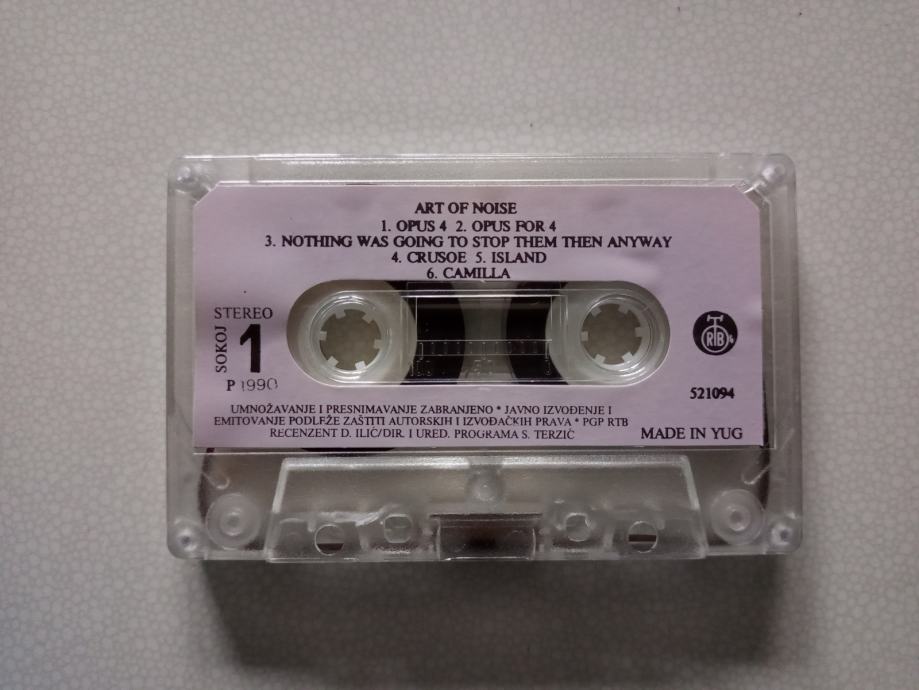 ART OF NOISE
1. OPUS 4 2. OPUS FOR 4
3. NOTHING WAS GOING TO STOP THEM THEN ANYWAY
4. CRUSOE 5. ISLAND
6. CAMILLA
STEREO
SOKOJ
1
P 1990
RTB
521094
UMNOŽAVANJE I PRESNIMAVANJE ZABRANJENO * JAVNO IZVOĐENJE I
EMITOVANJE PODLEŽE ZAŠTITI AUTORSKIH I IZVOĐAČKIH PRAVA * PGP RTB
RECENZENT D. ILIĆ/DIR. I URED. PROGRAMA S. TERZIĆ
MADE IN YUG